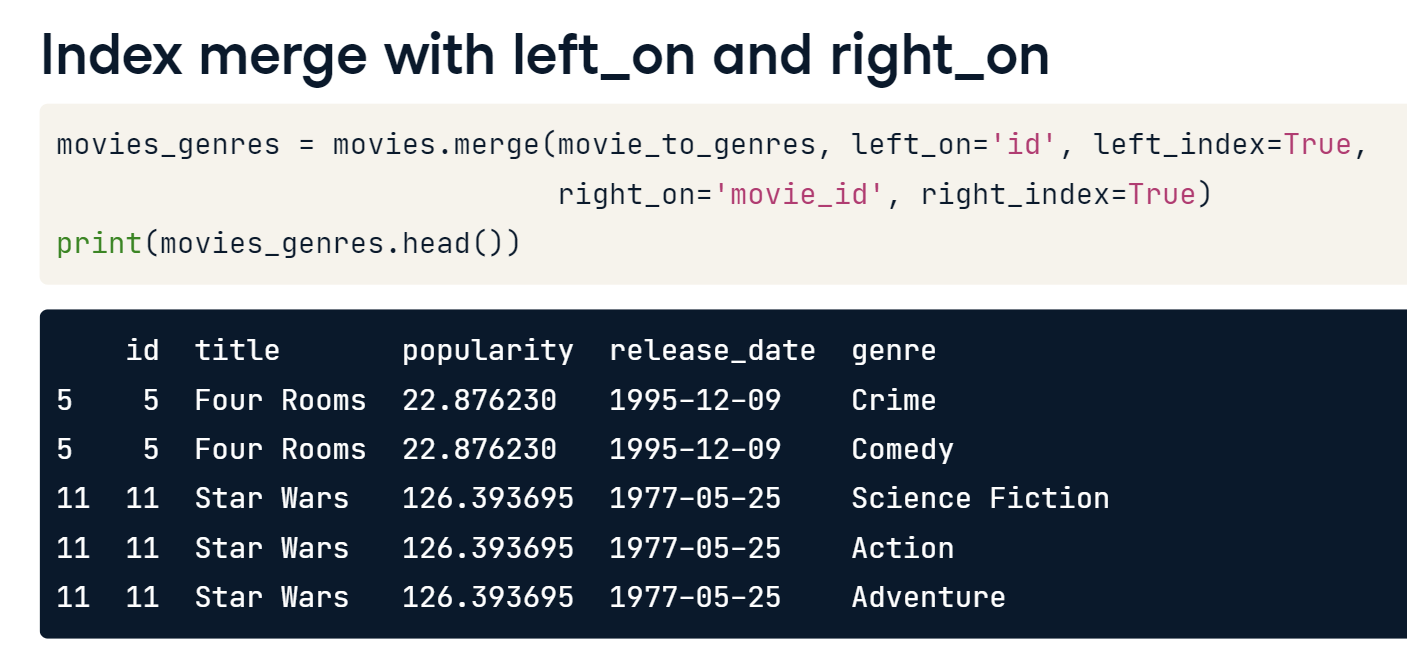 Index merge with left_on and right_on
movies_genres = movies.merge(movie_to_genres, left_on='id', left_index=True,
right_on='movie_id', right_index=True)
print(movies_genres.head())
id title popularity release_date genre
5 5 Four Rooms 22.876230 1995-12-09 Crime
5 5 Four Rooms 22.876230 1995-12-09 Comedy
11 11 Star Wars 126.393695 1977-05-25 Science Fiction
11 11 Star Wars 126.393695 1977-05-25 Action
11 11 Star Wars 126.393695 1977-05-25 Adventure